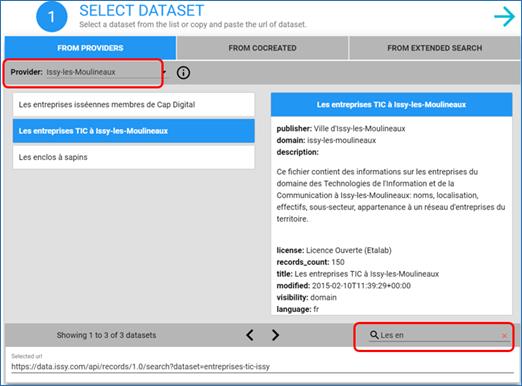 1
SELECT DATASET
Select a dataset from the list or copy and paste the url of dataset.
FROM PROVIDERS
FROM COCREATED
FROM EXTENDED SEARCH
Provider: Issy-les-Moulineaux
Les entreprises isséennes membres de Cap Digital
Les entreprises TIC à Issy-les-Moulineaux
Les enclos à sapins
Les entreprises TIC à Issy-les-Moulineaux
publisher: Ville d'Issy-les-Moulineaux
domain: issy-les-moulineaux
description:
Ce fichier contient des informations sur les entreprises du
domaine des Technologies de l'Information et de la
Communication à Issy-les-Moulineaux: noms, localisation,
effectifs, sous-secteur, appartenance à un réseau d'entreprises du
territoire.
license: Licence Ouverte (Etalab)
records_count: 150
title: Les entreprises TIC à Issy-les-Moulineaux
modified: 2015-02-10T11:39:29+00:00
visibility: domain
language: fr
Showing 1 to 3 of 3 datasets
Les en
Selected url
https://data.issy.com/api/records/1.0/search?dataset=entreprises-tic-issy